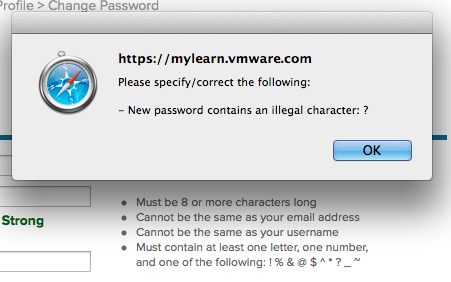 Profile > Change Password
https://mylearn.vmware.com
Please specify/correct the following:
– New password contains an illegal character: ?
OK
Strong
• Must be 8 or more characters long
• Cannot be the same as your email address
• Cannot be the same as your username
• Must contain at least one letter, one number,
and one of the following: ! % & @ $ ^ * ? _ ~